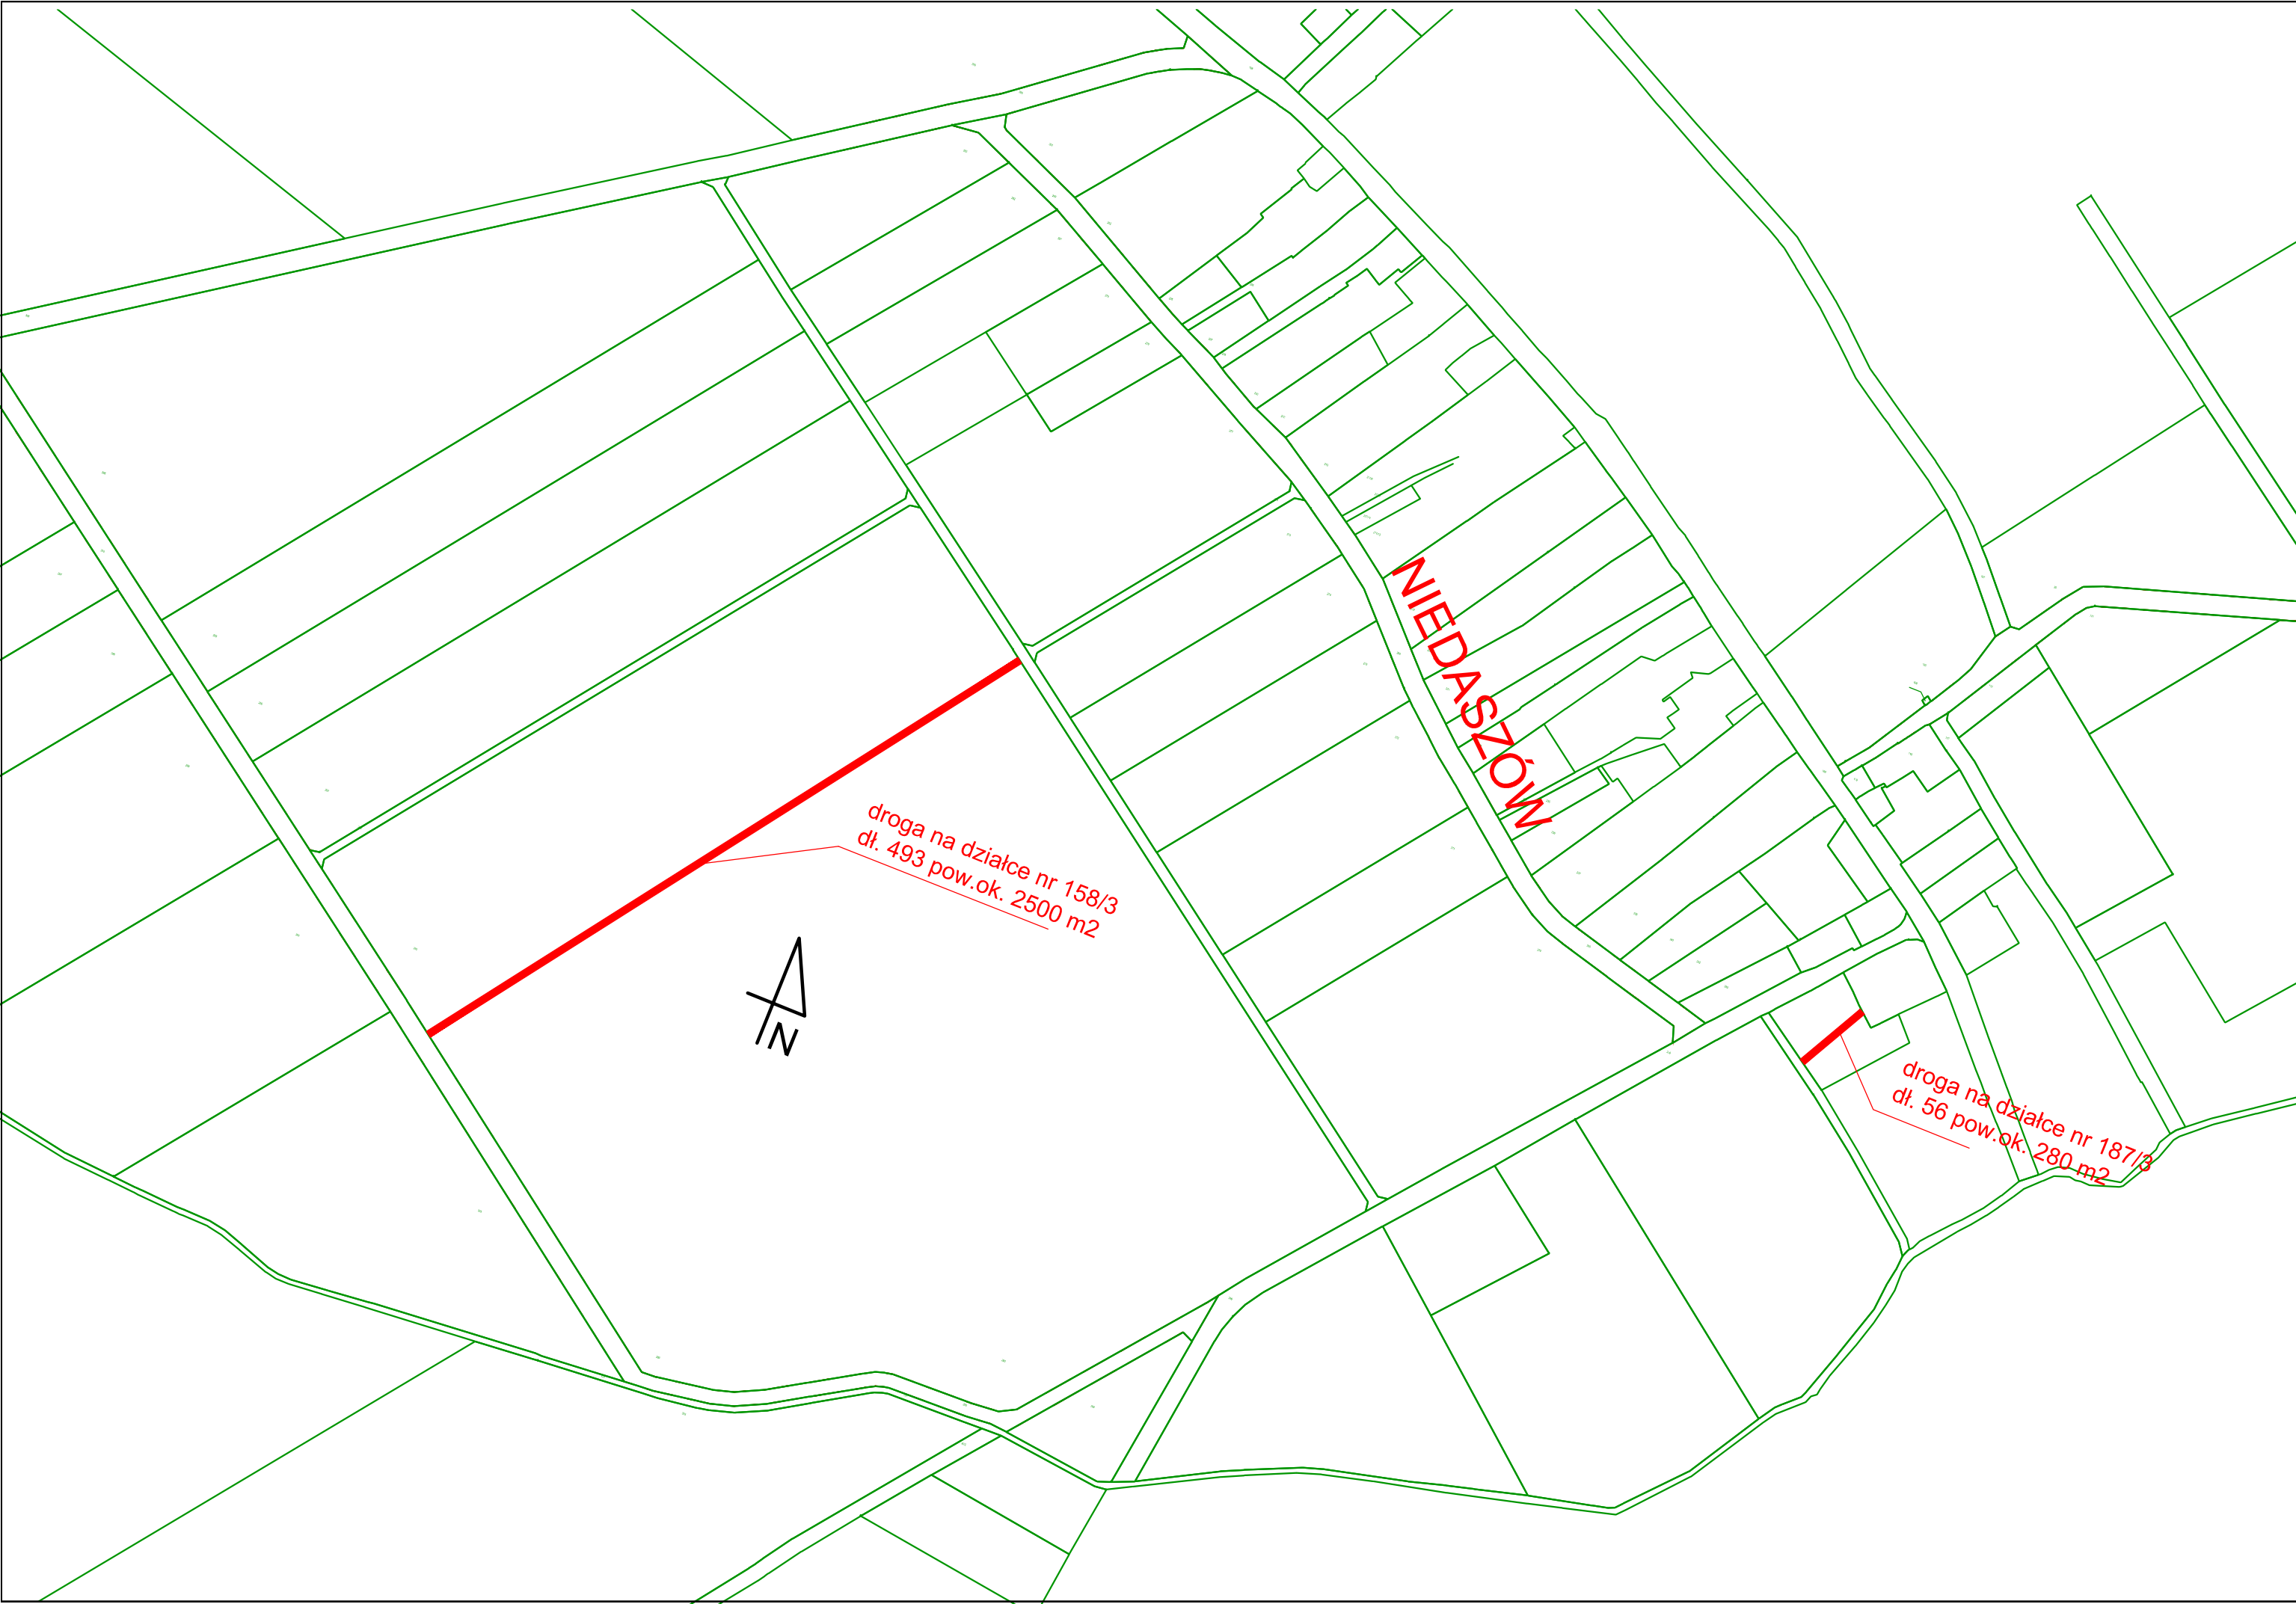 NIEDASZÓW
droga na działce nr 158/3
dł. 493 pow.ok. 2500 m2
N
droga na działce nr 187/3
dł. 56 pow.ok. 280 m2